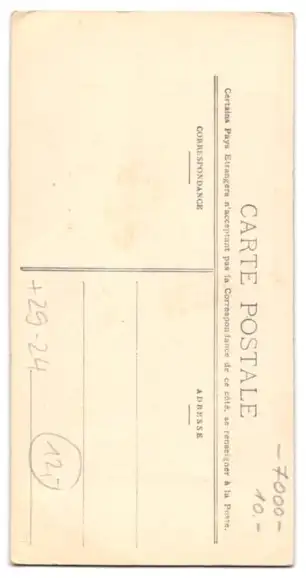 CARTE POSTALE
Certains Pays Etrangers n'acceptant pas la Correspondance de ce côté, se renseigner à la Poste.
CORRESPONDANCE
ADRESSE
-7000-
10.-
+29-24
12,-